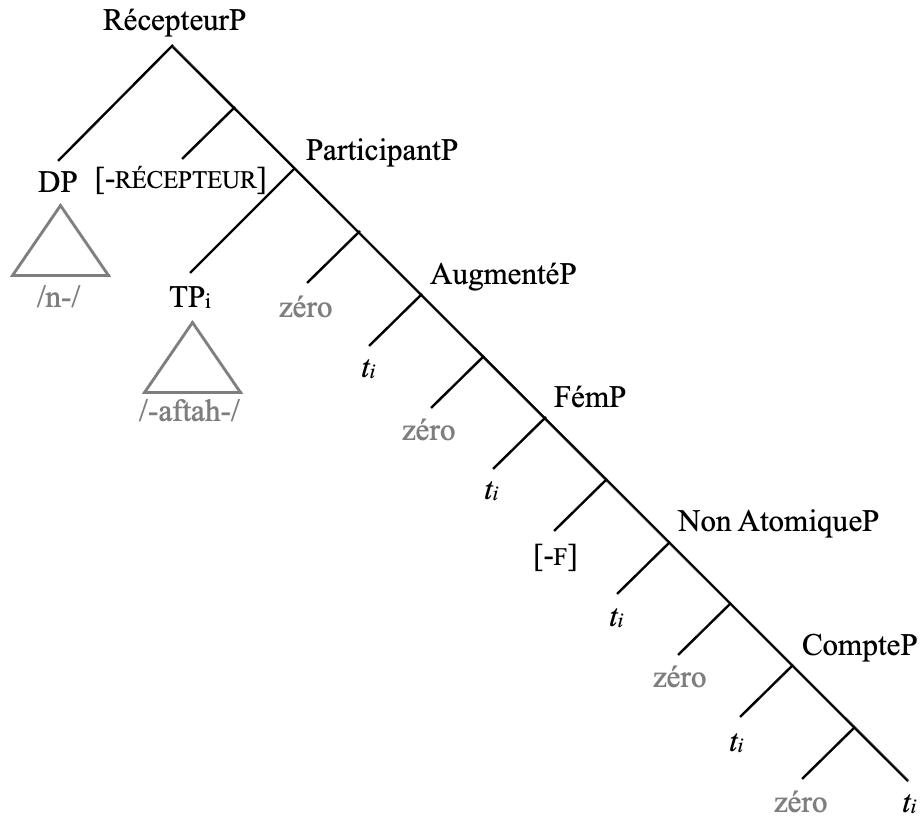 RécepteurP
ParticipantP
DP [-RÉCEPTEUR]
AugmentéP
/n-/ TPi zéro
ti
FémP
/-aftah-/ zéro
ti
Non AtomiqueP
[-F]
ti
CompteP
zéro
ti
zéro ti